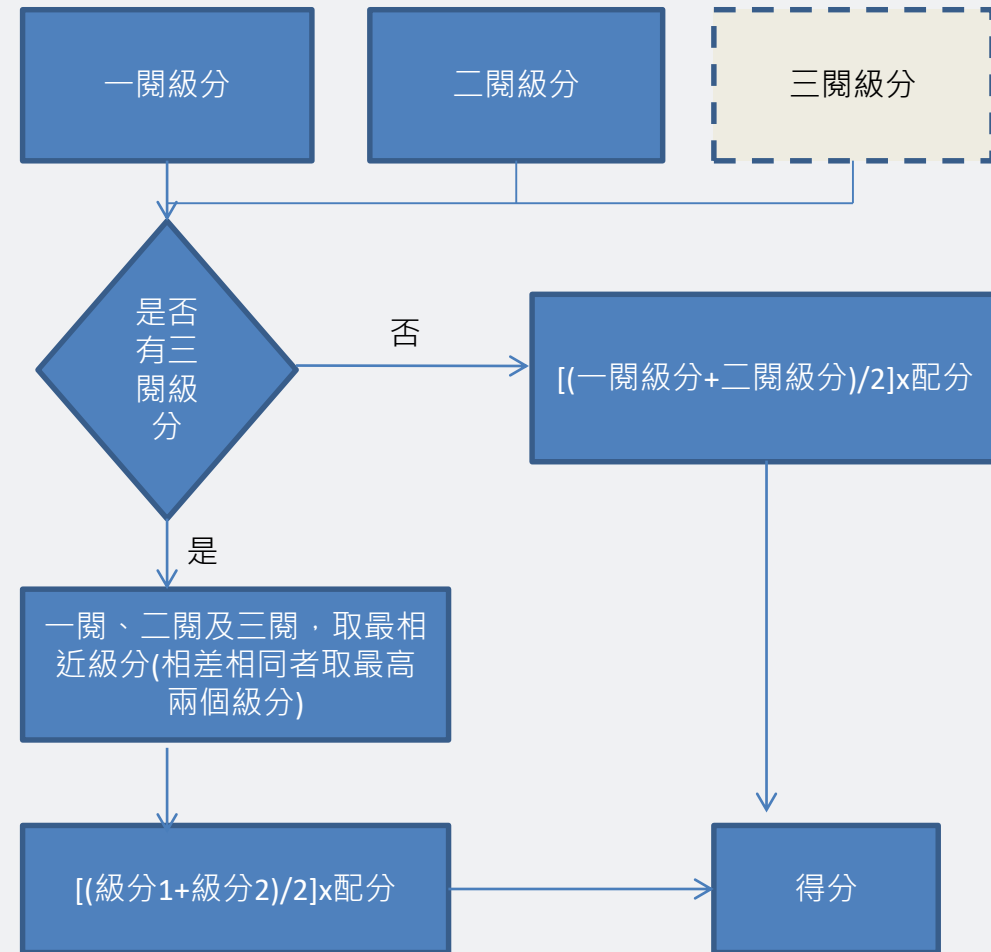 一閱級分
二閱級分
三閱級分
是否
有三
閱級
分
否
[(一閱級分+二閱級分)/2]x配分
是
一閱、二閱及三閱，取最相
近級分(相差相同者取最高
兩個級分)
[(級分1+級分2)/2]x配分
得分